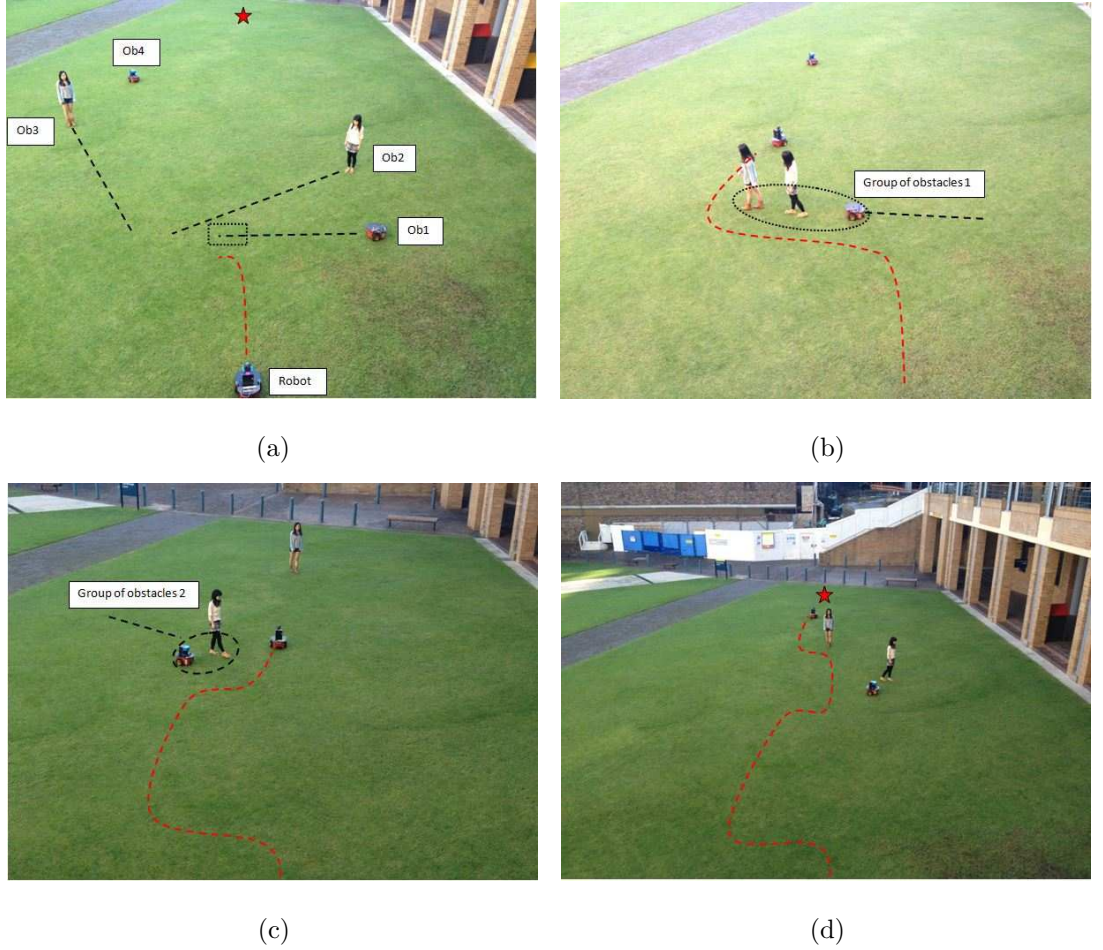 Ob4
Ob3
Ob2
Ob1
Robot
(a)
Group of obstacles 1
(b)
Group of obstacles 2
(c)
(d)